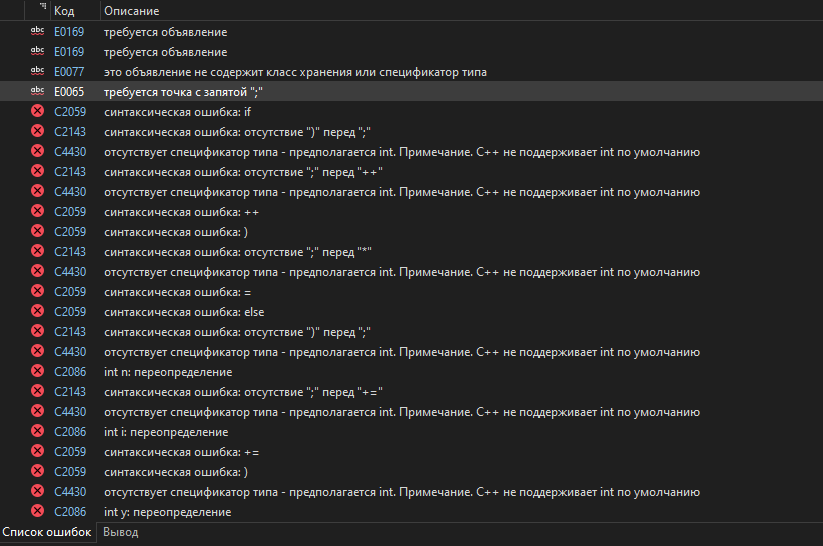 Код Описание
abc E0169 требуется объявление
abc E0169 требуется объявление
abc E0077 это объявление не содержит класс хранения или спецификатор типа
abc E0065 требуется точка с запятой ";"
C2059 синтаксическая ошибка: if
C2143 синтаксическая ошибка: отсутствие ")" перед ";"
C4430 отсутствует спецификатор типа - предполагается int. Примечание. C++ не поддерживает int по умолчанию
C2143 синтаксическая ошибка: отсутствие ";" перед "++"
C4430 отсутствует спецификатор типа - предполагается int. Примечание. C++ не поддерживает int по умолчанию
C2059 синтаксическая ошибка: ++
C2059 синтаксическая ошибка: )
C2143 синтаксическая ошибка: отсутствие ";" перед "*"
C4430 отсутствует спецификатор типа - предполагается int. Примечание. C++ не поддерживает int по умолчанию
C2059 синтаксическая ошибка: =
C2059 синтаксическая ошибка: else
C2143 синтаксическая ошибка: отсутствие ")" перед ";"
C4430 отсутствует спецификатор типа - предполагается int. Примечание. C++ не поддерживает int по умолчанию
C2086 int n: переопределение
C2143 синтаксическая ошибка: отсутствие ";" перед "+="
C4430 отсутствует спецификатор типа - предполагается int. Примечание. C++ не поддерживает int по умолчанию
C2086 int i: переопределение
C2059 синтаксическая ошибка: +=
C2059 синтаксическая ошибка: )
C4430 отсутствует спецификатор типа - предполагается int. Примечание. C++ не поддерживает int по умолчанию
C2086 int y: переопределение
Список ошибок Вывод